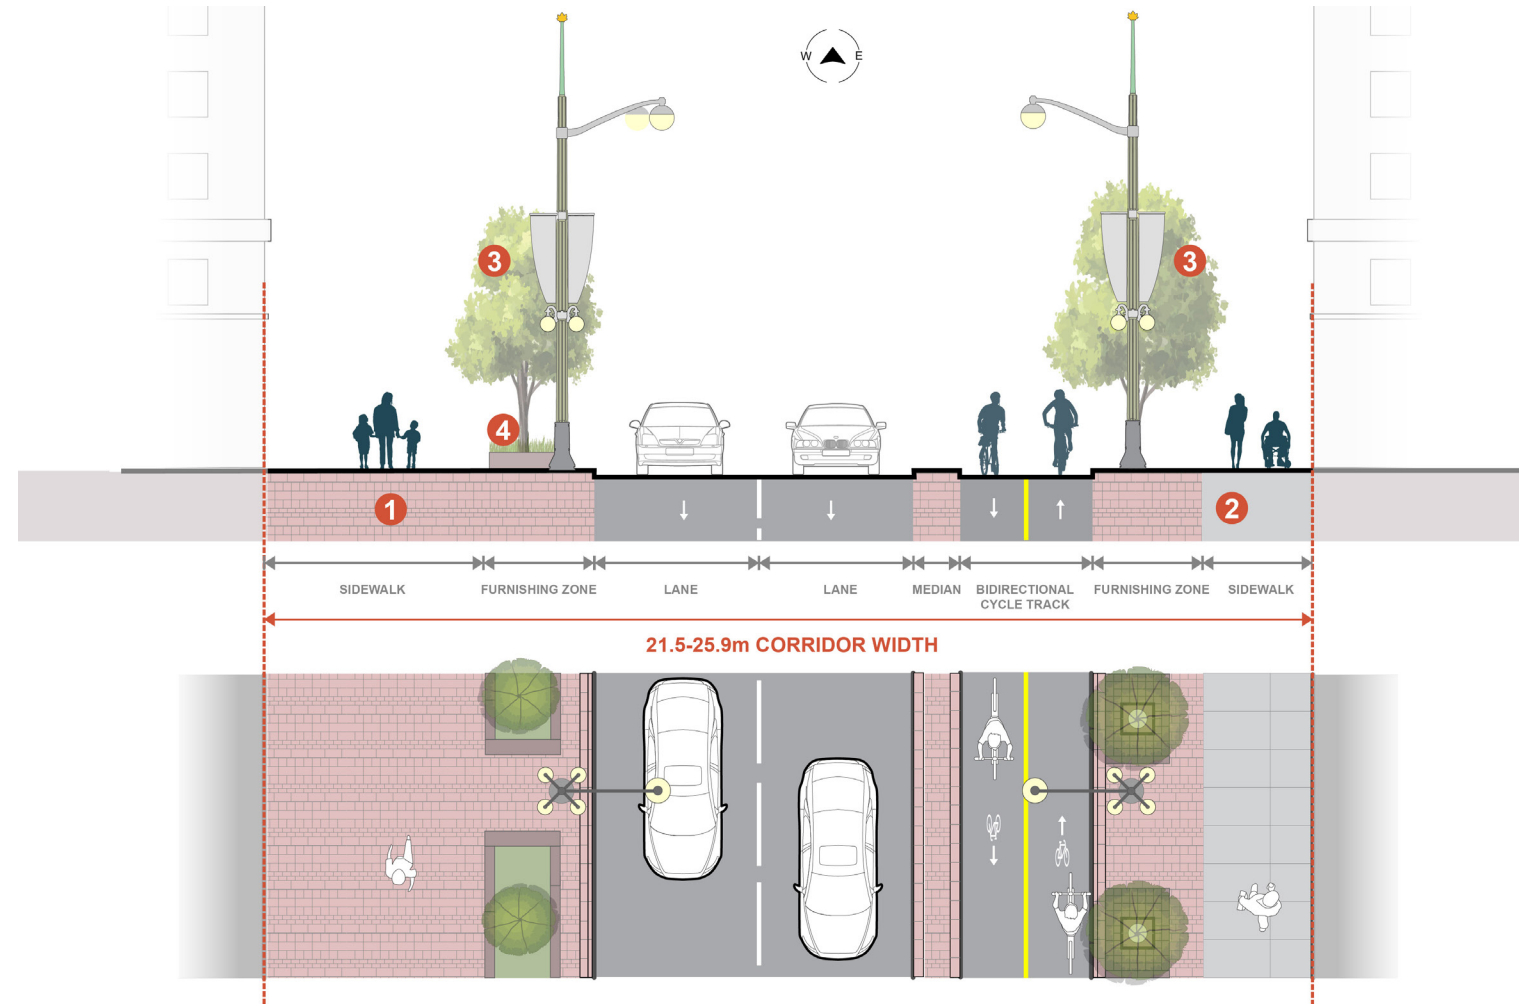 W E
3
3
4
1
2
SIDEWALK
FURNISHING ZONE
LANE
LANE
MEDIAN
BIDIRECTIONAL
CYCLE TRACK
FURNISHING ZONE
SIDEWALK
21.5-25.9m CORRIDOR WIDTH